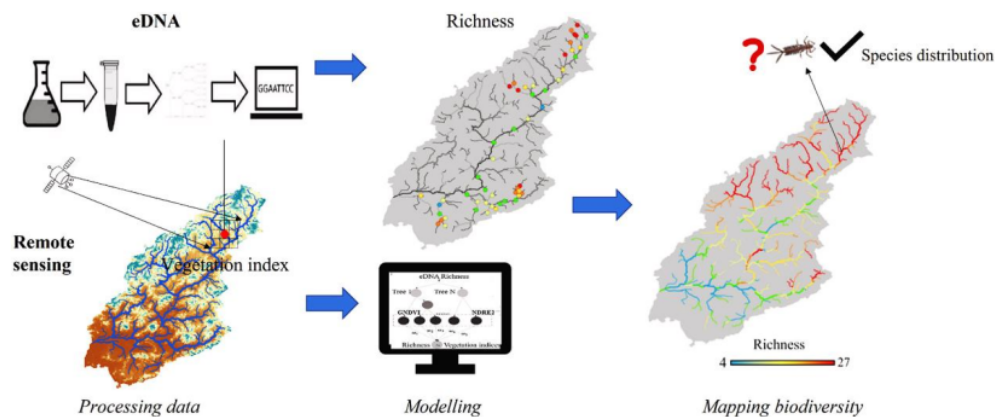 eDNA
GGAATTCC
Remote
sensing
Vegetation index
Processing data
Richness
eDNA Richness
Tree 1
Tree N
GNDVI
NDRE2
Richness
Vegetation indices
Modelling
Species distribution
?
Richness
4
27
Mapping biodiversity